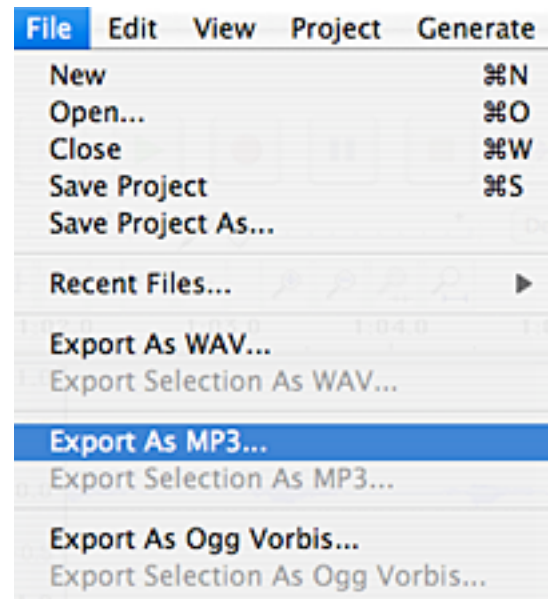 File Edit View Project Generate
New ⌘N
Open... ⌘O
Close ⌘W
Save Project ⌘S
Save Project As...
Recent Files... ▶
Export As WAV...
Export Selection As WAV...
Export As MP3...
Export Selection As MP3...
Export As Ogg Vorbis...
Export Selection As Ogg Vorbis...